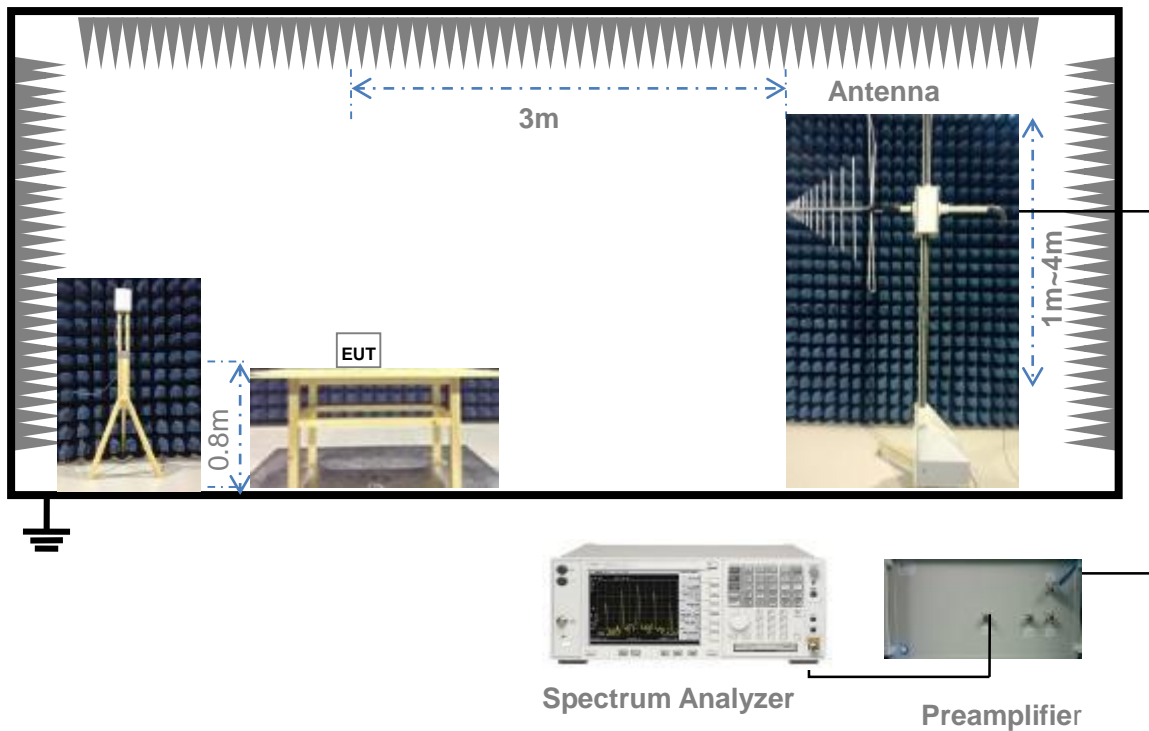 Antenna
3m
1m~4m
EUT
0.8m
Spectrum Analyzer
Preamplifier